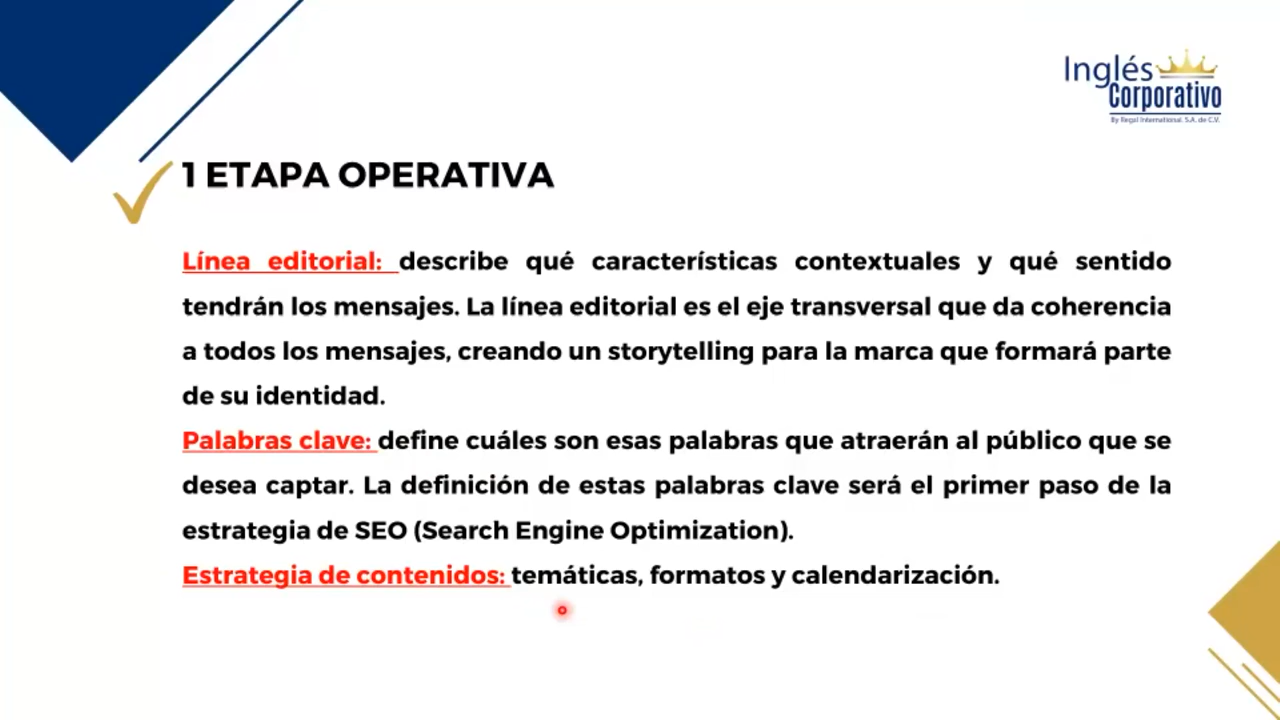 Inglés
Corporativo
By Regal International. S.A. de C.V.
1 ETAPA OPERATIVA
Línea editorial: describe qué características contextuales y qué sentido
tendrán los mensajes. La línea editorial es el eje transversal que da coherencia
a todos los mensajes, creando un storytelling para la marca que formará parte
de su identidad.
Palabras clave: define cuáles son esas palabras que atraerán al público que se
desea captar. La definición de estas palabras clave será el primer paso de la
estrategia de SEO (Search Engine Optimization).
Estrategia de contenidos: temáticas, formatos y calendarización.